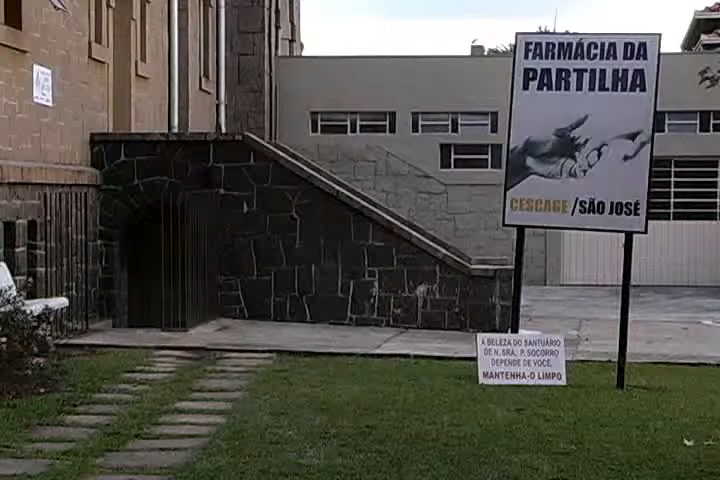 FARMÁCIA DA
PARTILHA
CESCAGE/SÃO JOSÉ
A BELEZA DO SANTUÁRIO
DE N. SRA. P. SOCORRO
DEPENDE DE VOCÊ.
MANTENHA-O LIMPO